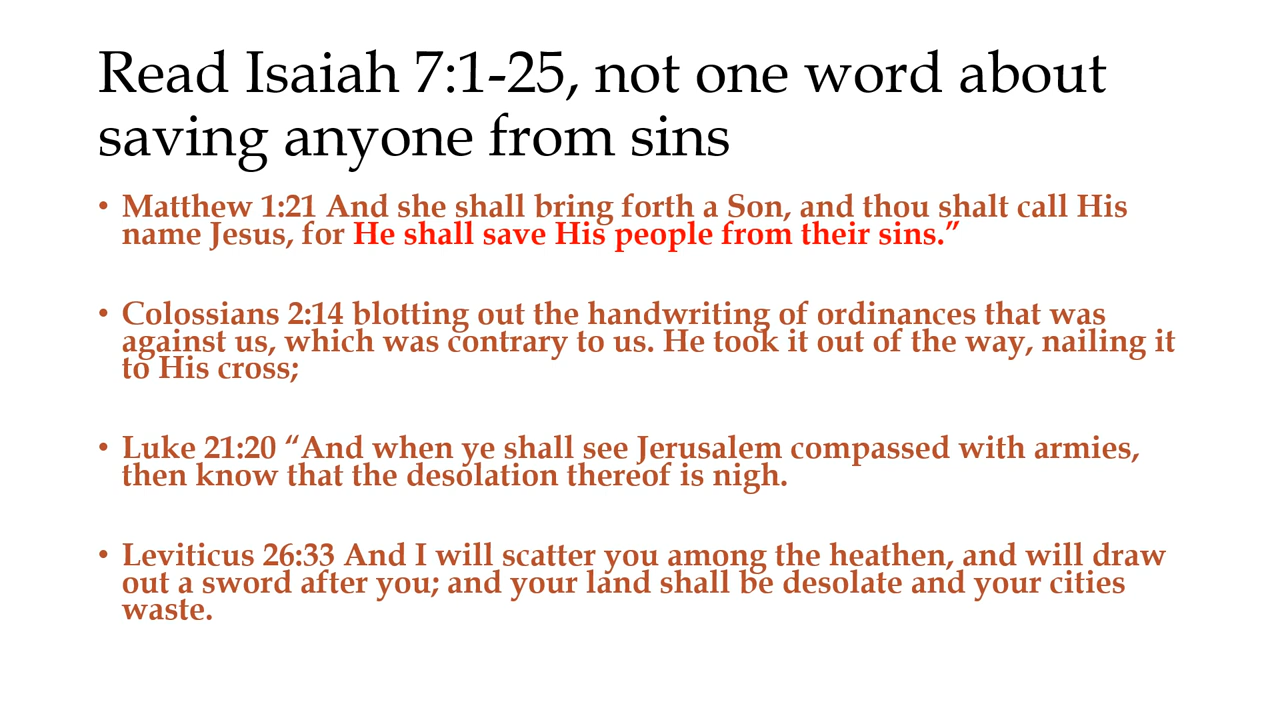 Read Isaiah 7:1-25, not one word about
saving anyone from sins
• Matthew 1:21 And she shall bring forth a Son, and thou shalt call His
name Jesus, for He shall save His people from their sins.”
• Colossians 2:14 blotting out the handwriting of ordinances that was
against us, which was contrary to us. He took it out of the way, nailing it
to His cross;
• Luke 21:20 “And when ye shall see Jerusalem compassed with armies,
then know that the desolation thereof is nigh.
• Leviticus 26:33 And I will scatter you among the heathen, and will draw
out a sword after you; and your land shall be desolate and your cities
waste.